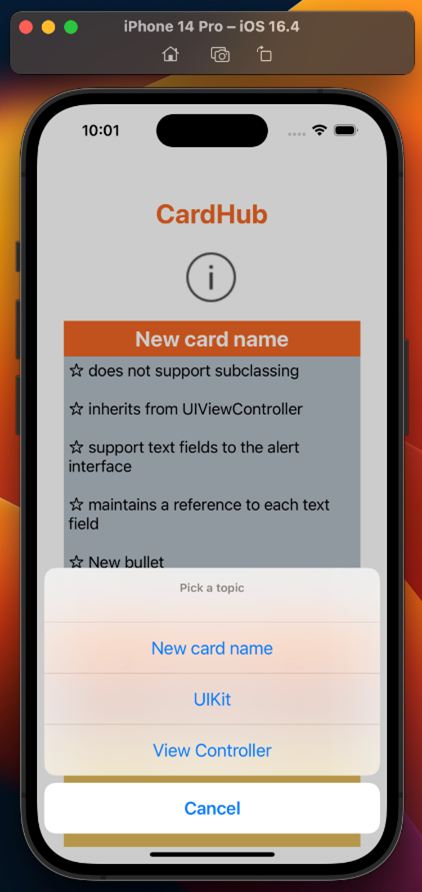 iPhone 14 Pro – iOS 16.4
10:01
CardHub
i
New card name
☆ does not support subclassing
☆ inherits from UIViewController
☆ support text fields to the alert
interface
☆ maintains a reference to each text
field
☆ New bullet
Pick a topic
New card name
UIKit
View Controller
Cancel